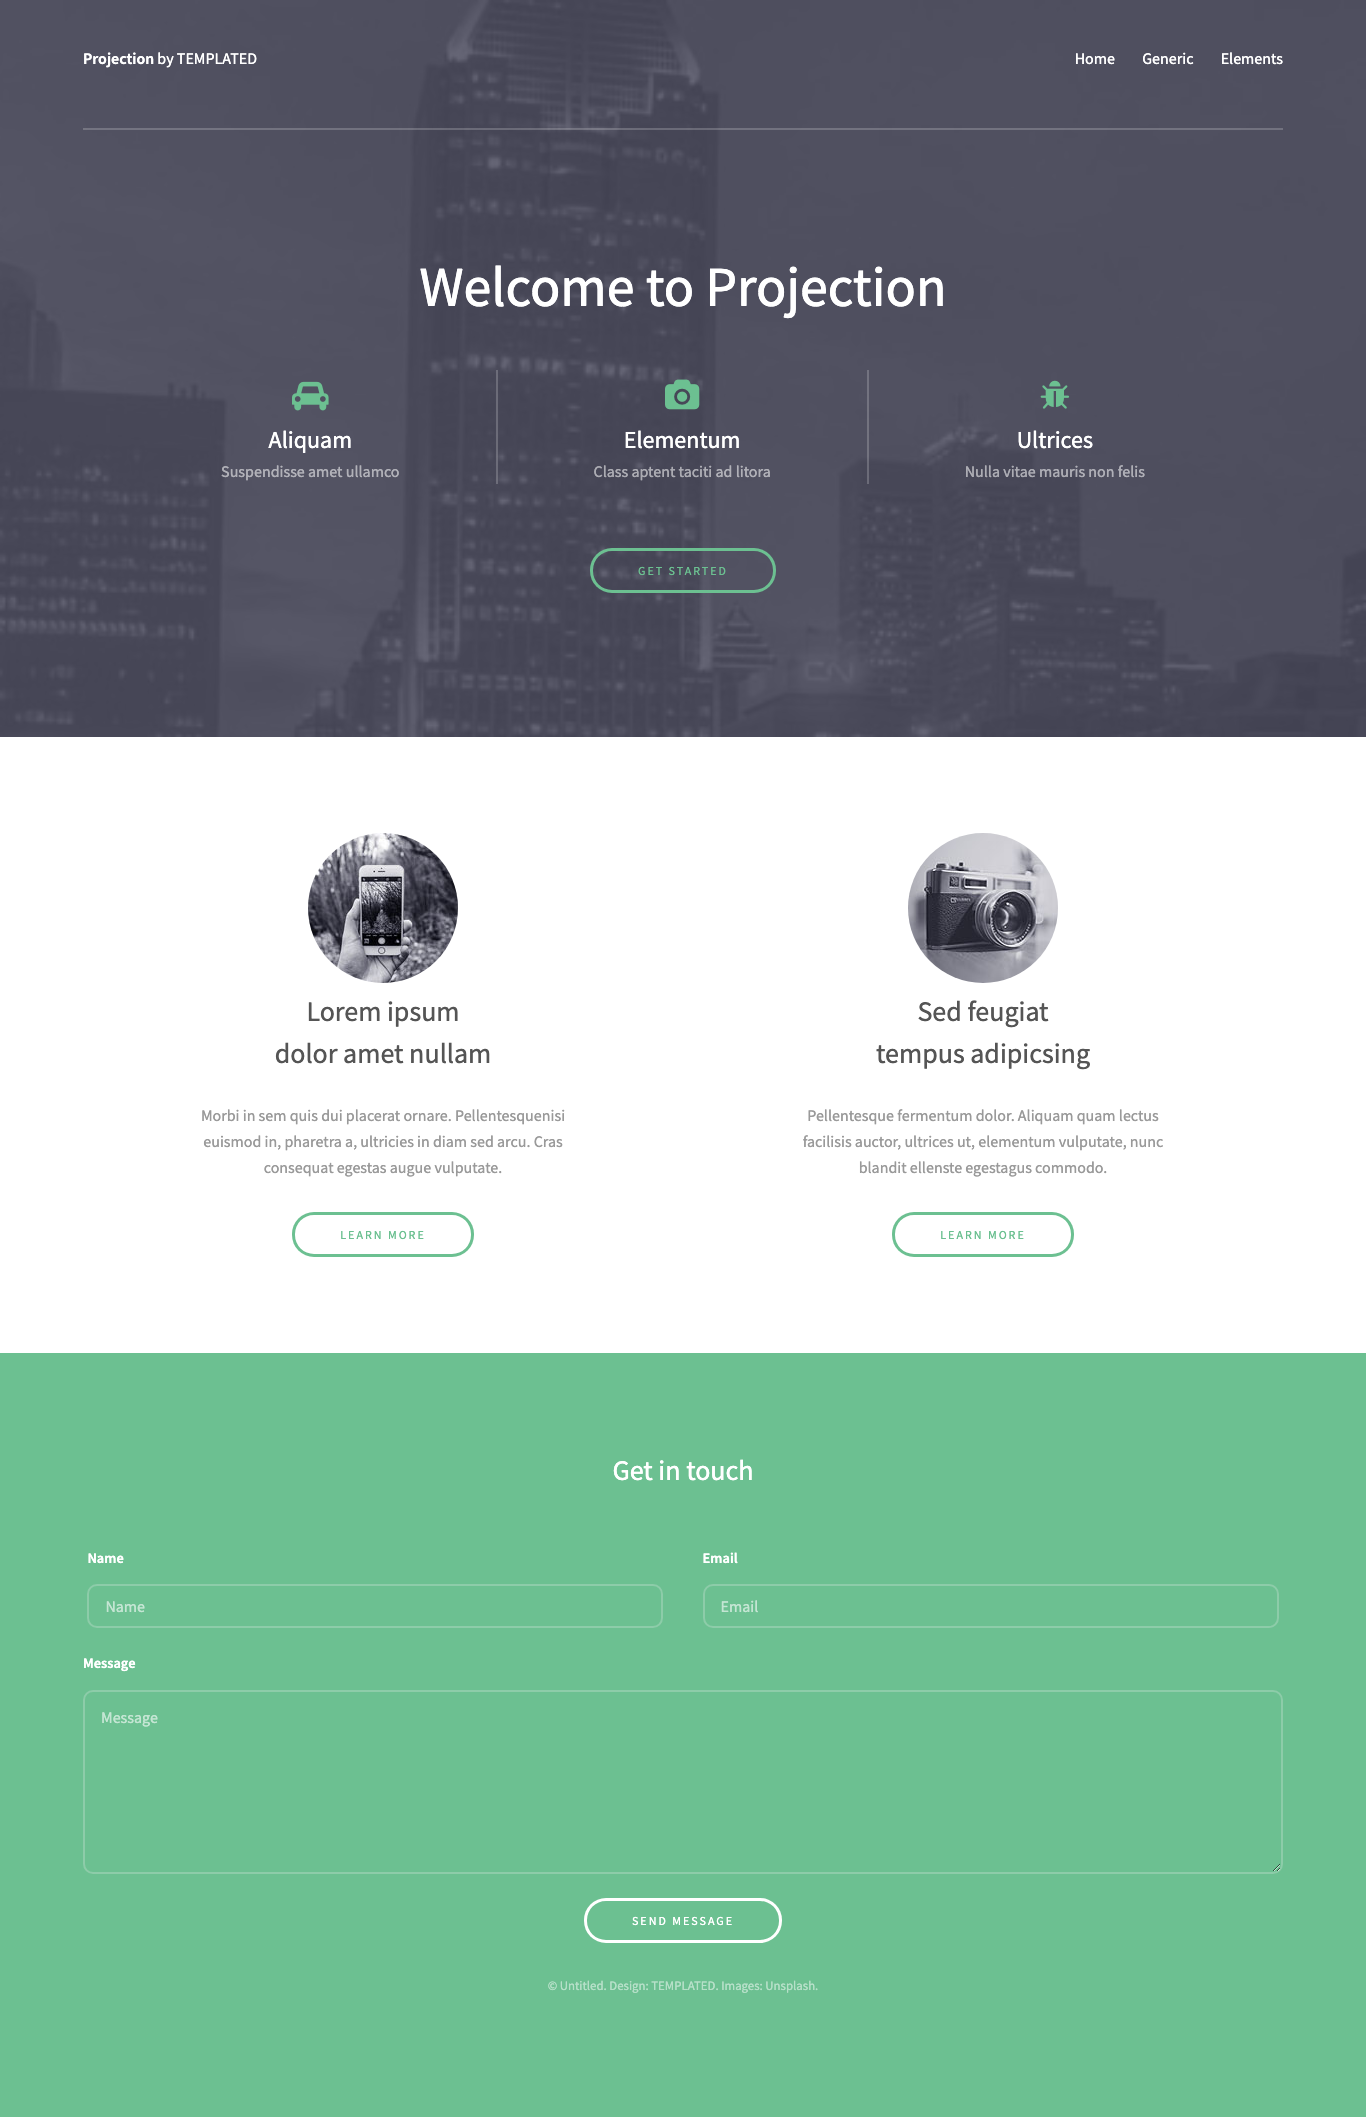 Projection by TEMPLATED
Home Generic Elements
Welcome to Projection
Aliquam
Suspendisse amet ullamco
Elementum
Class aptent taciti ad litora
Ultrices
Nulla vitae mauris non felis
GET STARTED
Lorem ipsum
dolor amet nullam
Morbi in sem quis dui placerat ornare. Pellentesquenisi
euismod in, pharetra a, ultricies in diam sed arcu. Cras
consequat egestas augue vulputate.
LEARN MORE
Sed feugiat
tempus adipicsing
Pellentesque fermentum dolor. Aliquam quam lectus
facilisis auctor, ultrices ut, elementum vulputate, nunc
blandit ellenste egestagus commodo.
LEARN MORE
Get in touch
Name
Name
Email
Email
Message
Message
SEND MESSAGE
© Untitled. Design: TEMPLATED. Images: Unsplash.